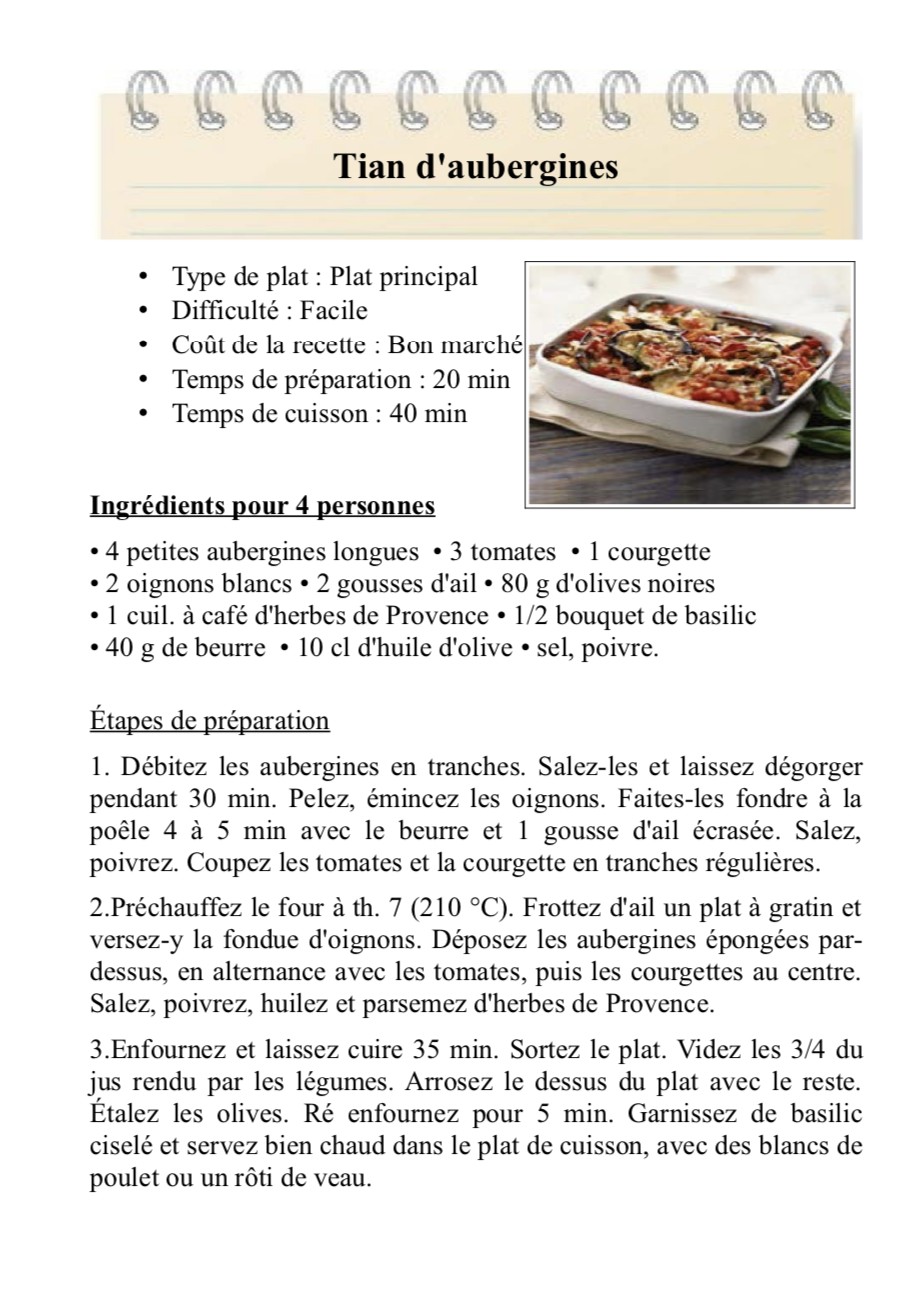 Tian d'aubergines
• Type de plat : Plat principal
• Difficulté : Facile
• Coût de la recette : Bon marché
• Temps de préparation : 20 min
• Temps de cuisson : 40 min
Ingrédients pour 4 personnes
• 4 petites aubergines longues • 3 tomates • 1 courgette
• 2 oignons blancs • 2 gousses d'ail • 80 g d'olives noires
• 1 cuil. à café d'herbes de Provence • 1/2 bouquet de basilic
• 40 g de beurre • 10 cl d'huile d'olive • sel, poivre.
Étapes de préparation
1. Débitez les aubergines en tranches. Salez-les et laissez dégorger
pendant 30 min. Pelez, émincez les oignons. Faites-les fondre à la
poêle 4 à 5 min avec le beurre et 1 gousse d'ail écrasée. Salez,
poivrez. Coupez les tomates et la courgette en tranches régulières.
2.Préchauffez le four à th. 7 (210 °C). Frottez d'ail un plat à gratin et
versez-y la fondue d'oignons. Déposez les aubergines épongées par-
dessus, en alternance avec les tomates, puis les courgettes au centre.
Salez, poivrez, huilez et parsemez d'herbes de Provence.
3.Enfournez et laissez cuire 35 min. Sortez le plat. Videz les 3/4 du
jus rendu par les légumes. Arrosez le dessus du plat avec le reste.
Étalez les olives. Ré enfournez pour 5 min. Garnissez de basilic
ciselé et servez bien chaud dans le plat de cuisson, avec des blancs de
poulet ou un rôti de veau.